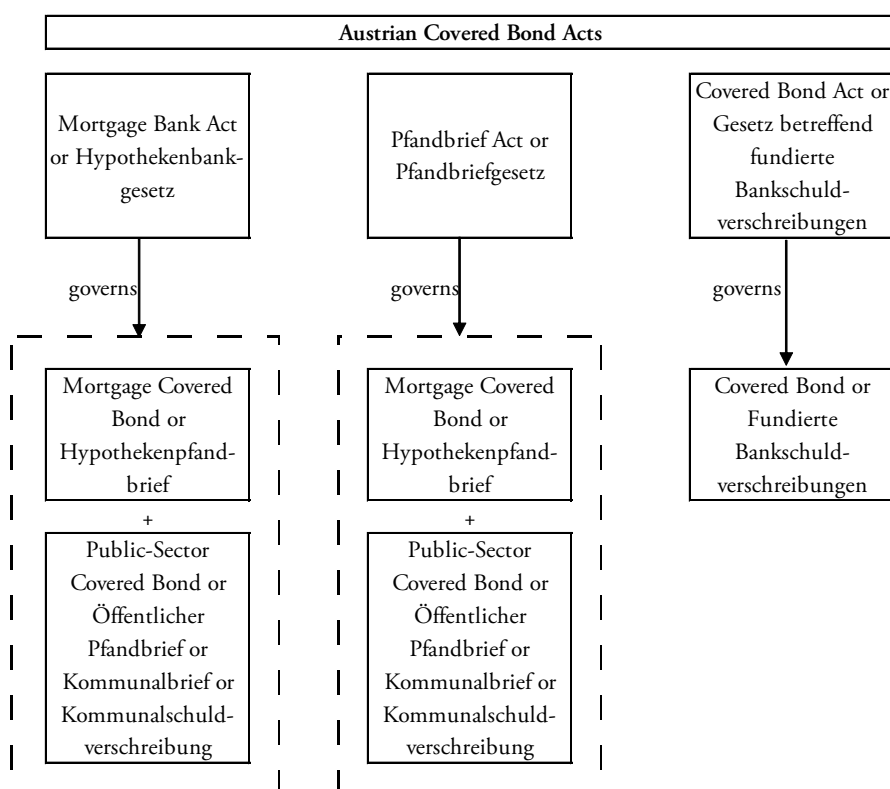 Austrian Covered Bond Acts
Mortgage Bank Act
or Hypothekenbank-
gesetz
Pfandbrief Act or
Pfandbriefgesetz
Covered Bond Act or
Gesetz betreffend
fundierte
Bankschuld-
verschreibungen
governs
governs
governs
Mortgage Covered
Bond or
Hypothekenpfand-
brief
+
Public-Sector
Covered Bond or
Öffentlicher
Pfandbrief or
Kommunalbrief or
Kommunalschuld-
verschreibung
Mortgage Covered
Bond or
Hypothekenpfand-
brief
+
Public-Sector
Covered Bond or
Öffentlicher
Pfandbrief or
Kommunalbrief or
Kommunalschuld-
verschreibung
Covered Bond or
Fundierte
Bankschuld-
verschreibungen